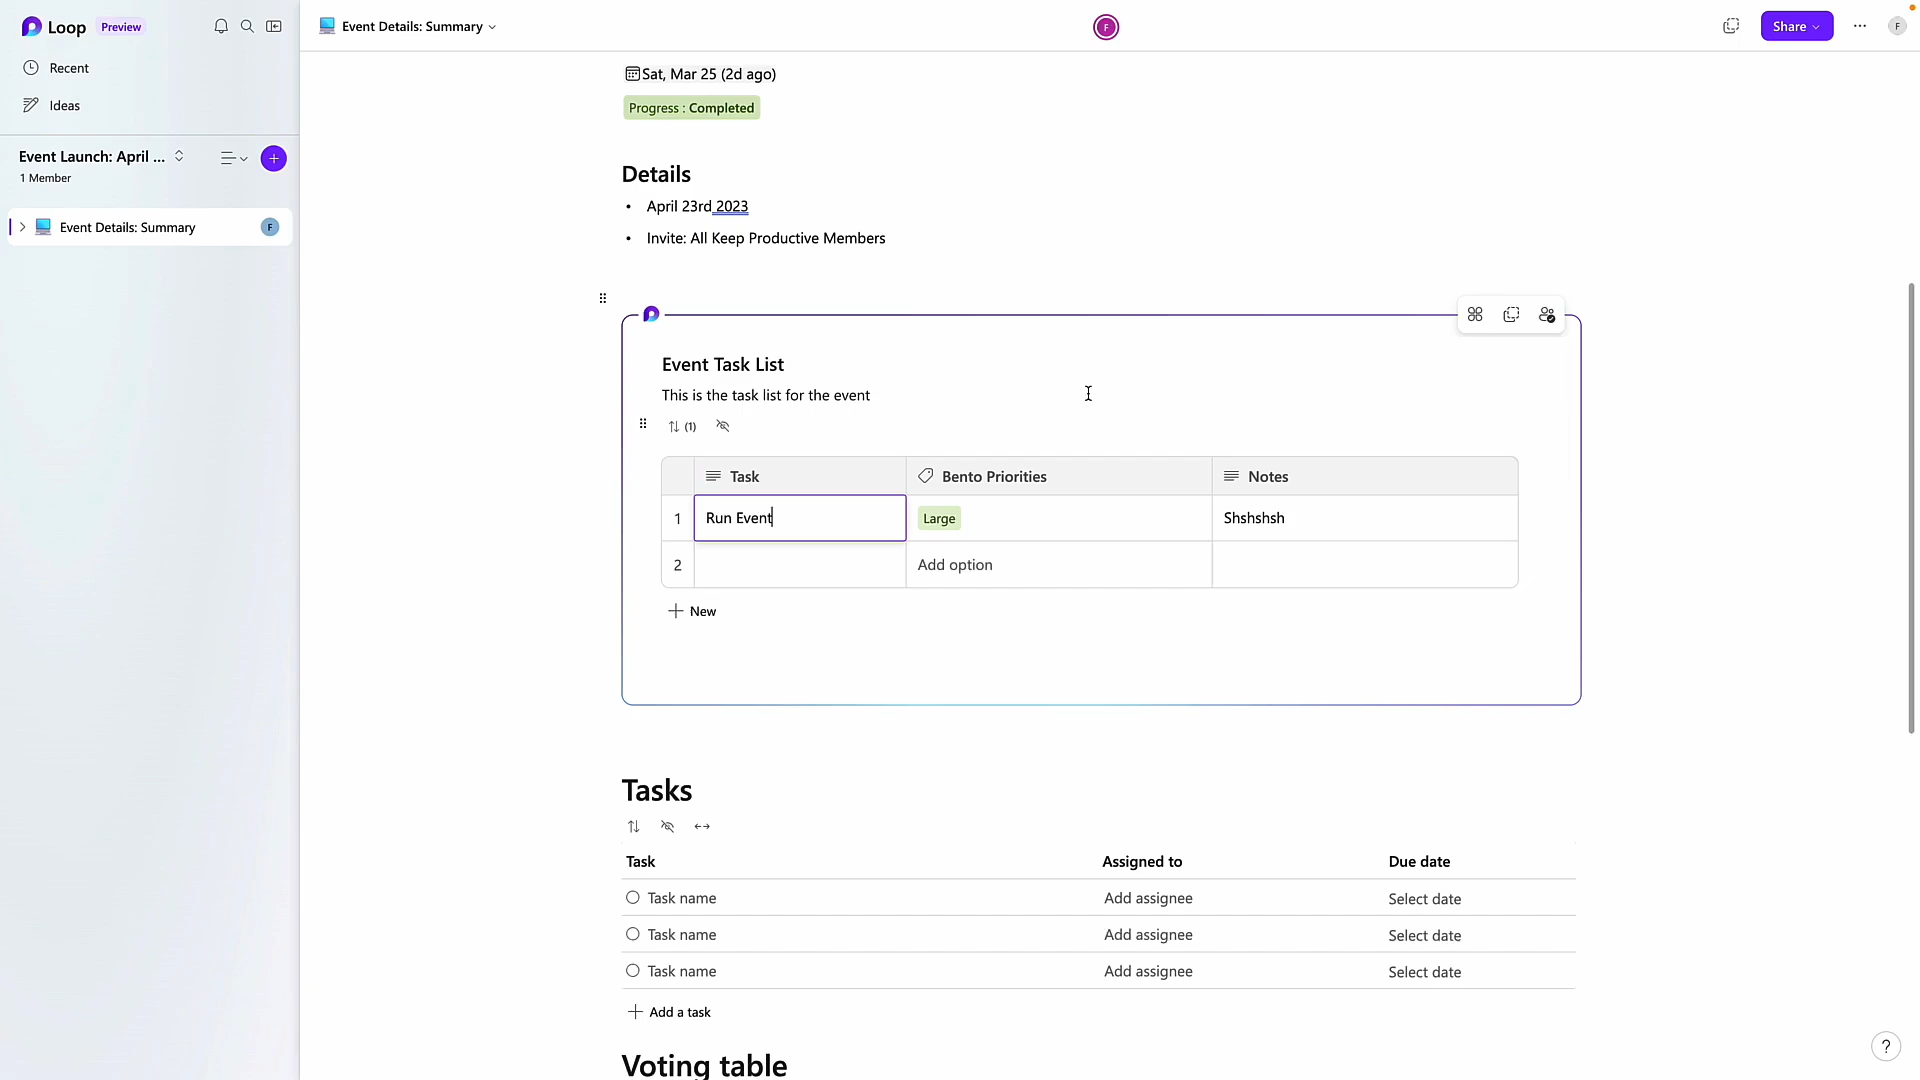 Loop Preview
Recent
Ideas
Event Launch: April ...
1 Member
Event Details: Summary
F
Event Details: Summary
F
Share
F
Sat, Mar 25 (2d ago)
Progress : Completed
Details
• April 23rd 2023
• Invite: All Keep Productive Members
Event Task List
This is the task list for the event
(1)
Task Bento Priorities Notes
1 Run Event Large Shshshsh
2 Add option
New
Tasks
Task Assigned to Due date
Task name Add assignee Select date
Task name Add assignee Select date
Task name Add assignee Select date
Add a task
Voting table
?